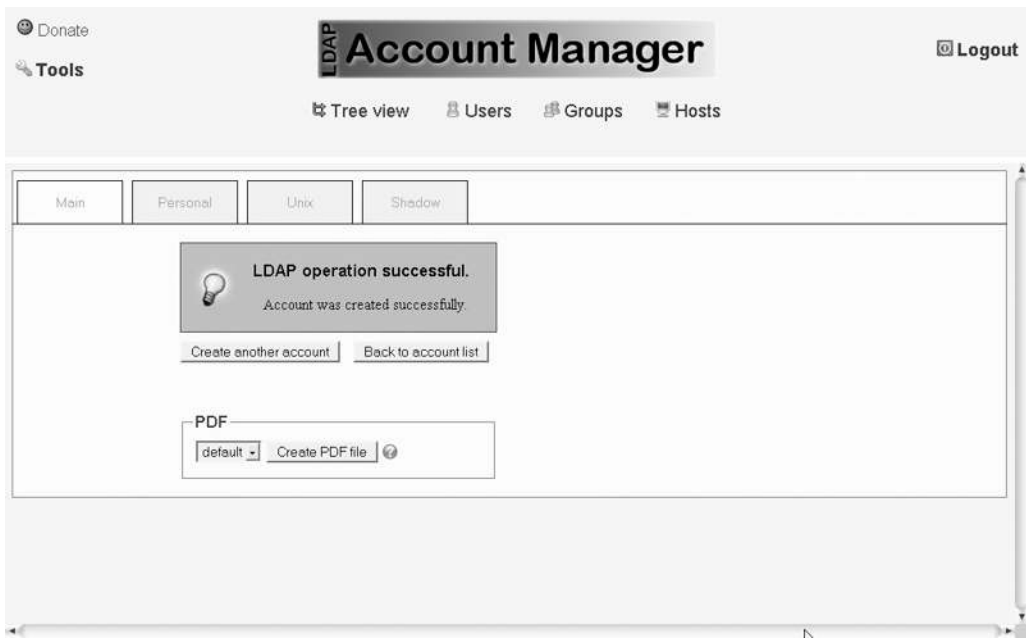 Donate
Tools
LDAP Account Manager
Logout
Tree view Users Groups Hosts
Main Personal Unix Shadow
LDAP operation successful.
Account was created successfully.
Create another account Back to account list
PDF
default Create PDF file